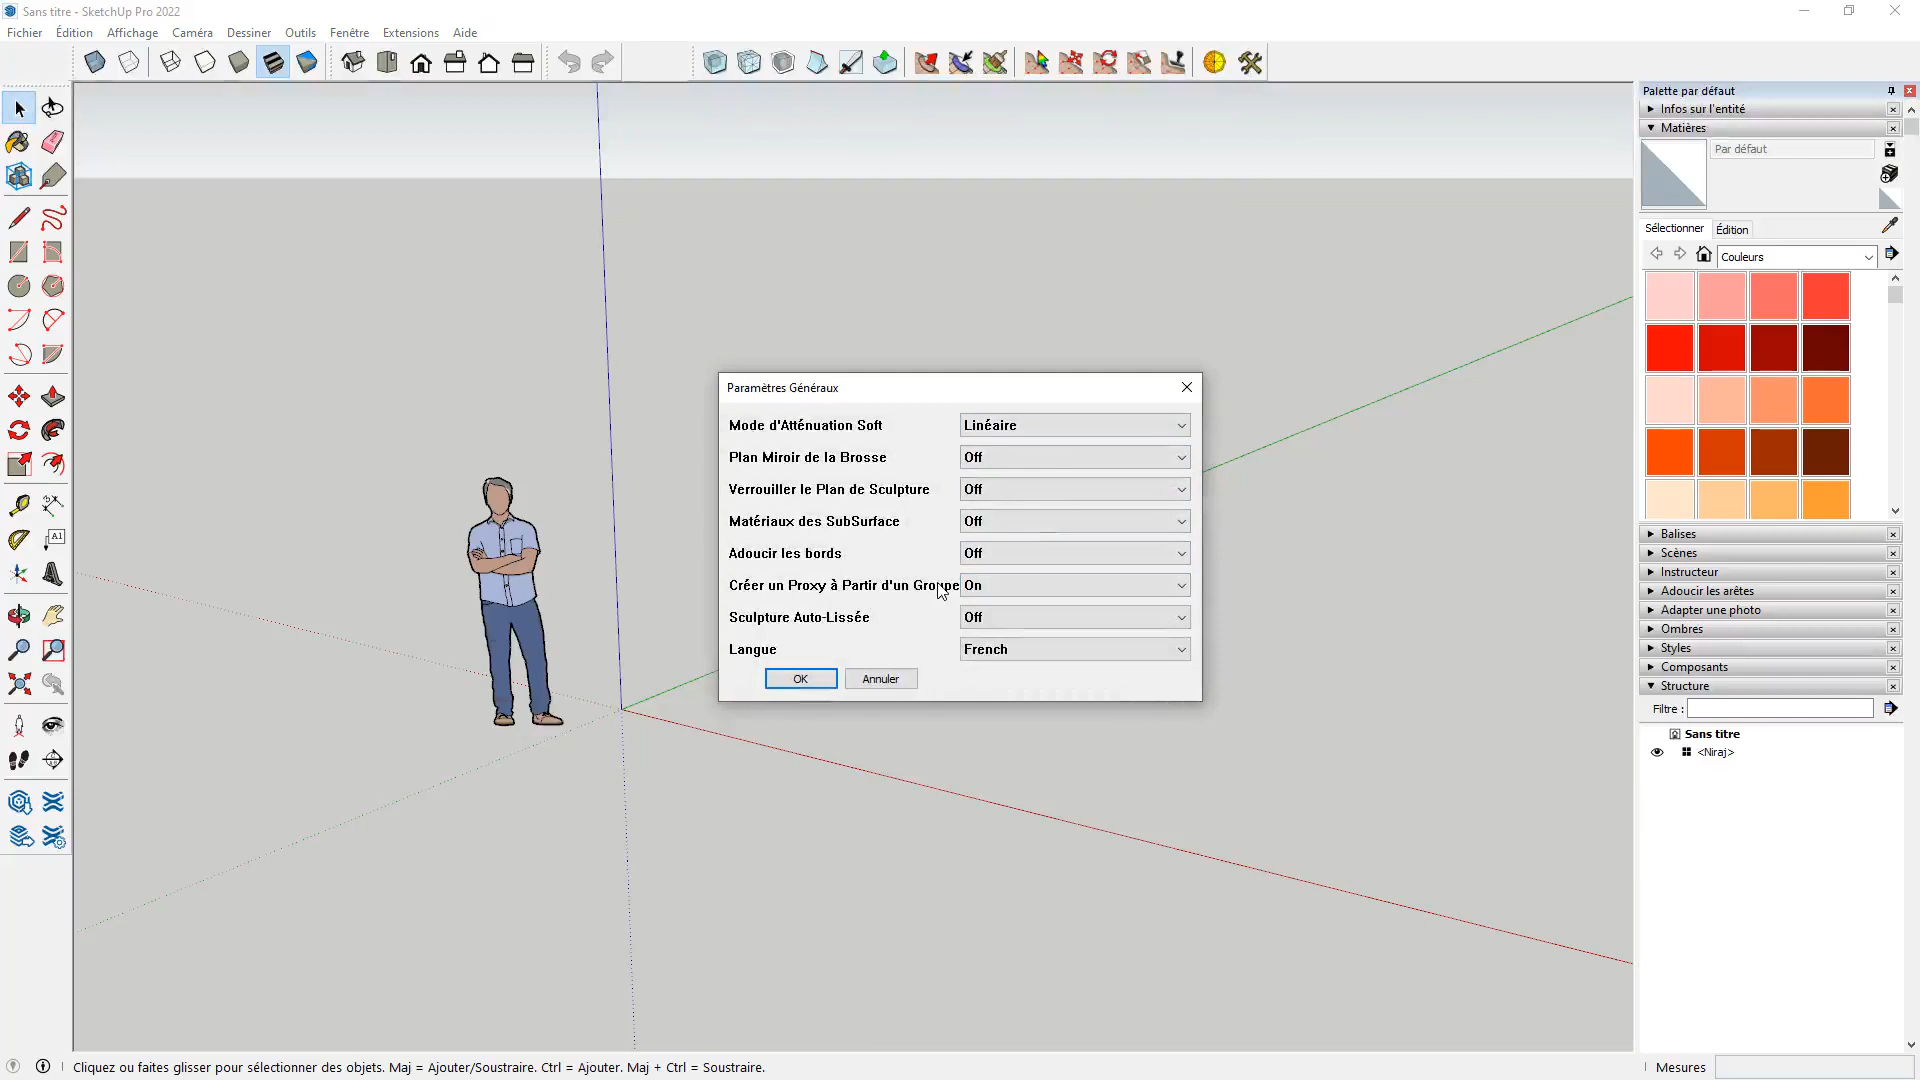 Sans titre - SketchUp Pro 2022
Fichier Édition Affichage Caméra Dessiner Outils Fenêtre Extensions Aide
Palette par défaut
Infos sur l'entité
Matières
Par défaut
Sélectionner Édition
Couleurs
Paramètres Généraux
Mode d'Atténuation Soft Linéaire
Plan Miroir de la Brosse Off
Verrouiller le Plan de Sculpture Off
Matériaux des SubSurface Off
Adoucir les bords Off
Créer un Proxy à Partir d'un Groupe On
Sculpture Auto-Lissée Off
Langue French
OK Annuler
A1
Balises
Scènes
Instructeur
Adoucir les arêtes
Adapter une photo
Ombres
Styles
Composants
Structure
Filtre :
Sans titre
<Niraj>
Cliquez ou faites glisser pour sélectionner des objets. Maj = Ajouter/Soustraire. Ctrl = Ajouter. Maj + Ctrl = Soustraire.
Mesures